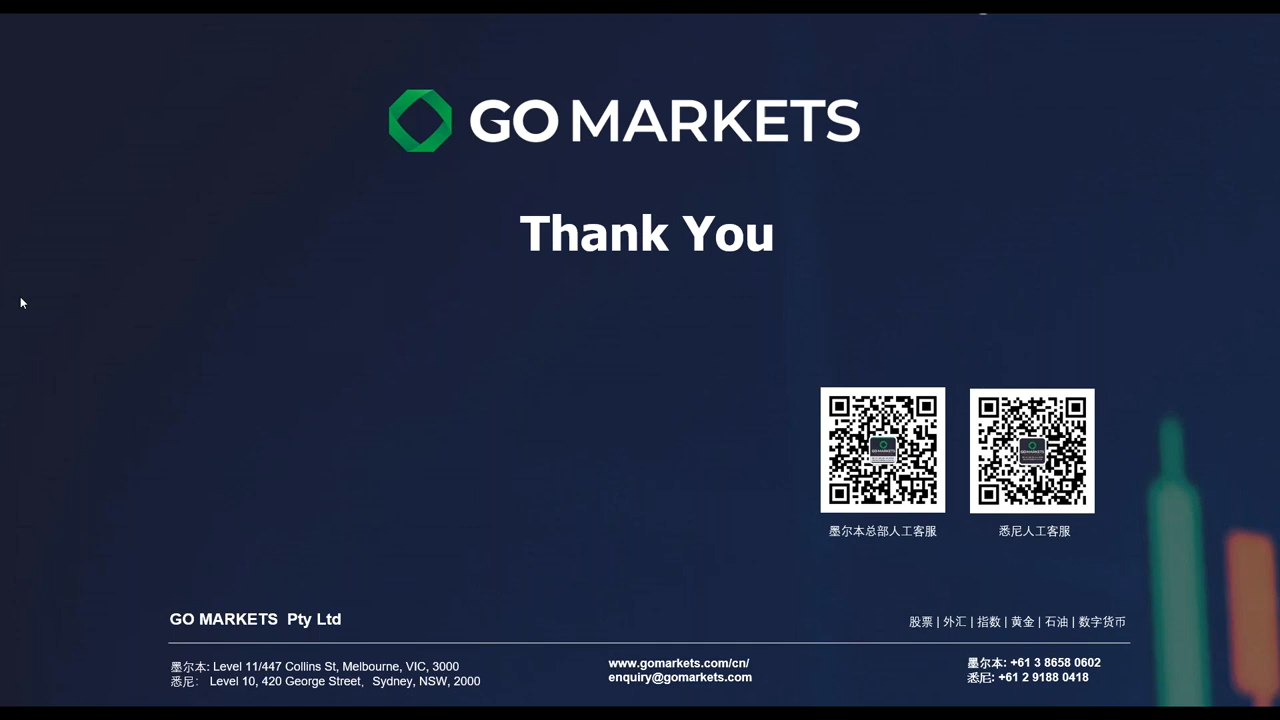 GO MARKETS
Thank You
墨尔本总部人工客服
悉尼人工客服
GO MARKETS Pty Ltd
股票 | 外汇 | 指数 | 黄金 | 石油 | 数字货币
墨尔本: Level 11/447 Collins St, Melbourne, VIC, 3000
悉尼: Level 10, 420 George Street, Sydney, NSW, 2000
www.gomarkets.com/cn/
enquiry@gomarkets.com
墨尔本: +61 3 8658 0602
悉尼: +61 2 9188 0418